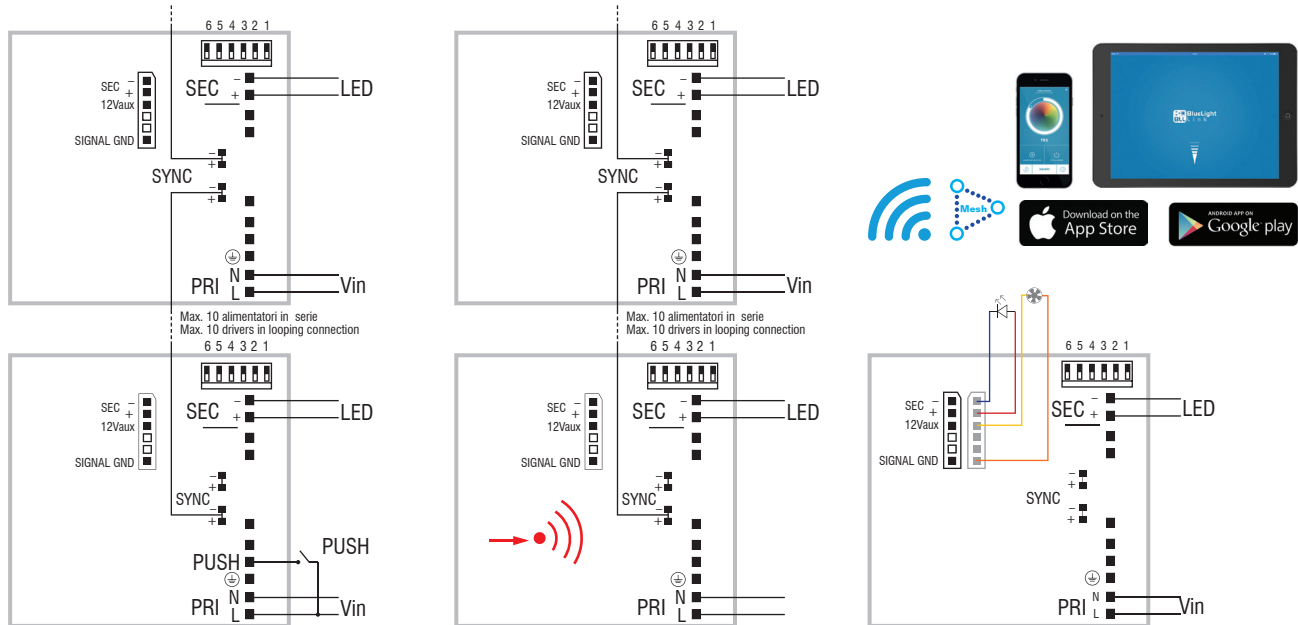 6 5 4 3 2 1
SEC -
+
12Vaux
SIGNAL GND
SEC -
+
LED
-
+
SYNC
-
+
N
PRI
L
Vin
Max. 10 alimentatori in serie
Max. 10 drivers in looping connection
6 5 4 3 2 1
SEC -
+
12Vaux
SIGNAL GND
SEC -
+
LED
-
+
SYNC
-
+
N
PRI
L
Vin
Max. 10 alimentatori in serie
Max. 10 drivers in looping connection
BlueLight
LINK
Mesh
Download on the
App Store
ANDROID APP ON
Google play
6 5 4 3 2 1
SEC -
+
12Vaux
SIGNAL GND
SEC -
+
LED
-
+
SYNC
-
+
PUSH
PUSH
N
PRI
L
Vin
6 5 4 3 2 1
SEC -
+
12Vaux
SIGNAL GND
SEC -
+
LED
-
+
SYNC
-
+
N
PRI
L
6 5 4 3 2 1
SEC -
+
12Vaux
SIGNAL GND
SEC -
+
LED
-
+
SYNC
-
+
N
PRI L
Vin